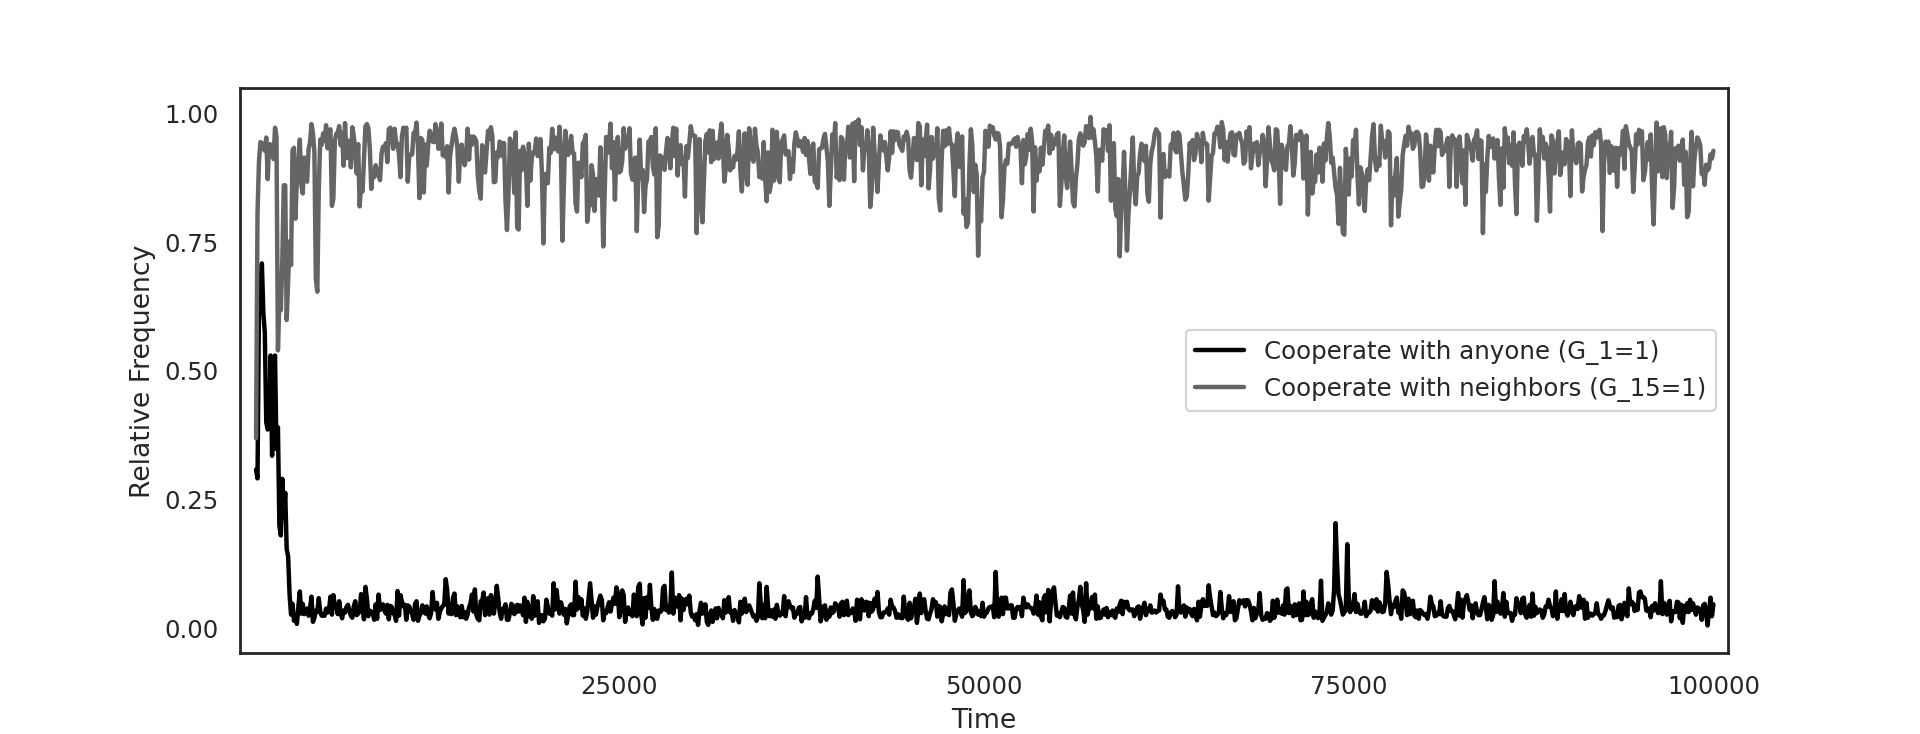 1.00
0.75
0.50
0.25
0.00
Relative Frequency
Cooperate with anyone (G_1=1)
Cooperate with neighbors (G_15=1)
25000
50000
75000
100000
Time